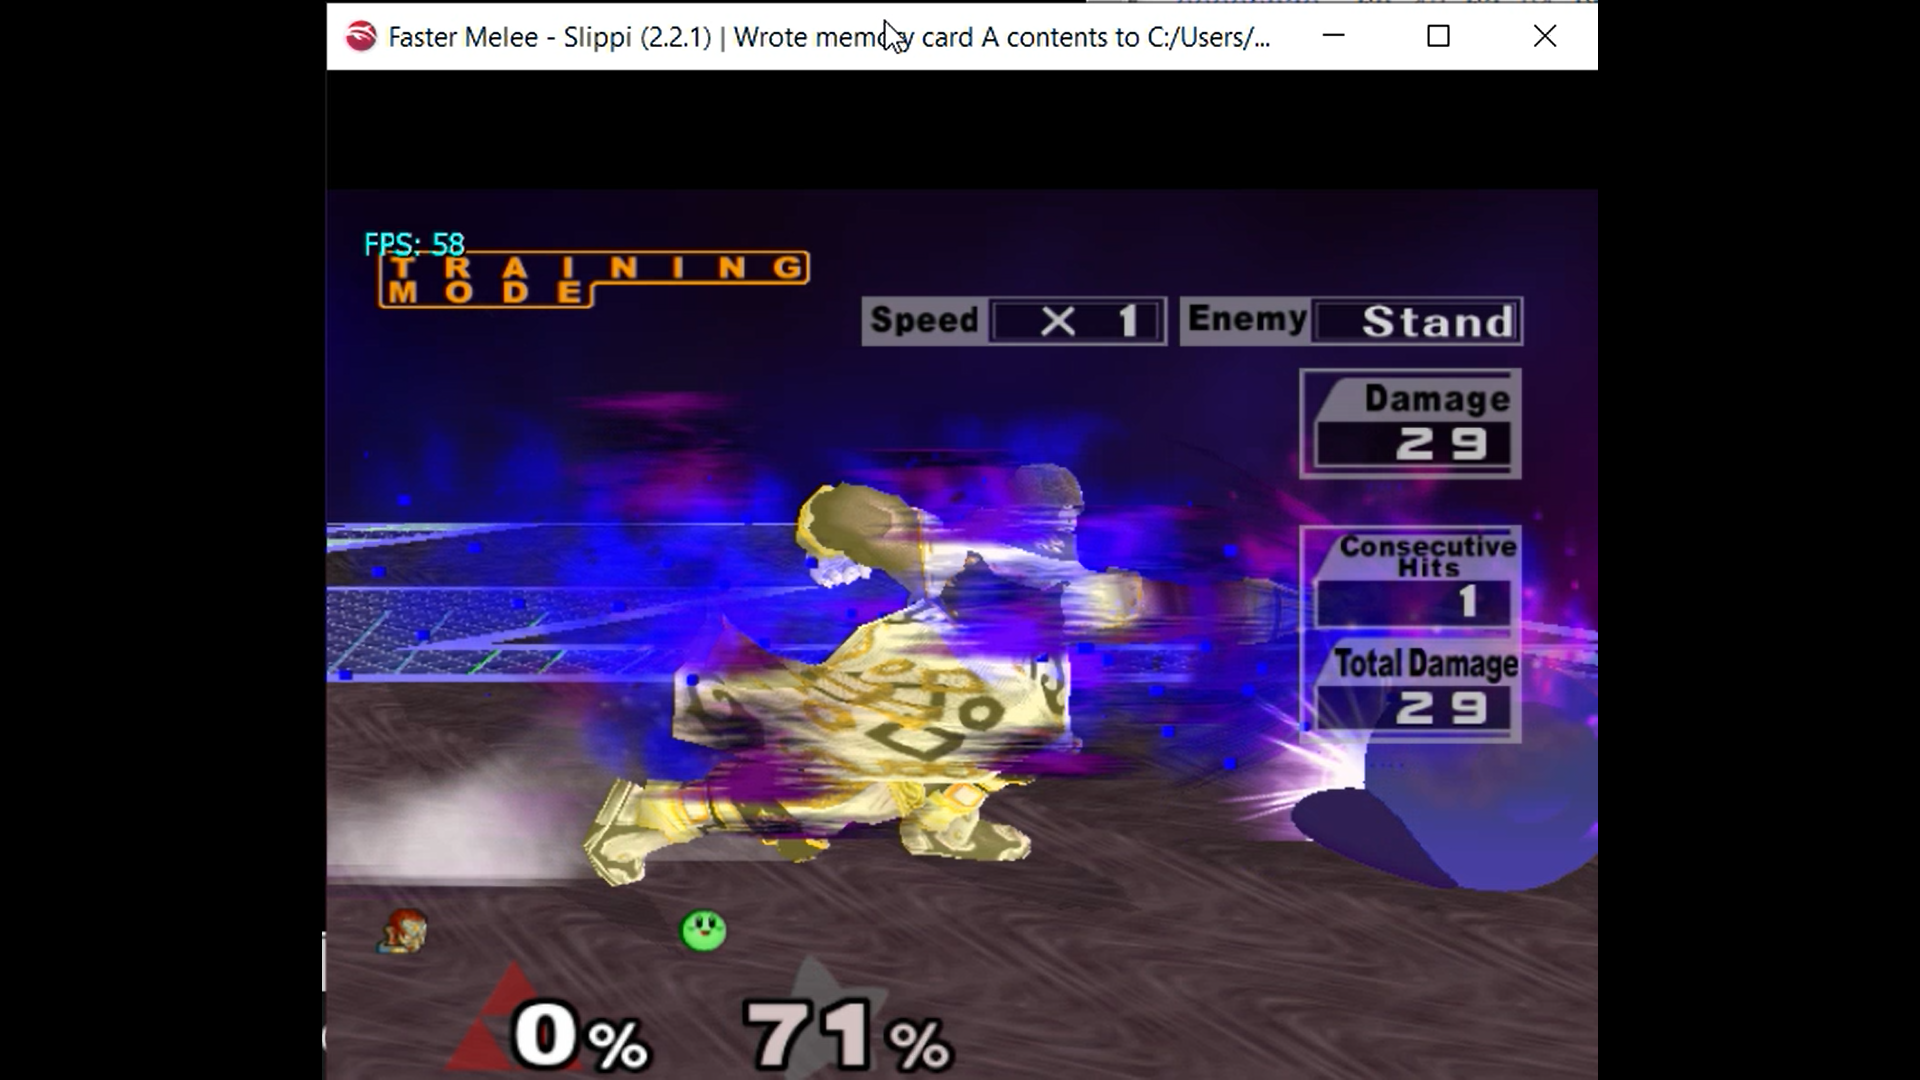 Faster Melee - Slippi (2.2.1) | Wrote memory card A contents to C:/Users/...
FPS: 58
TRAINING
MODE
Speed X 1 Enemy Stand
Damage
29
Consecutive
Hits
1
Total Damage
29
0% 71%